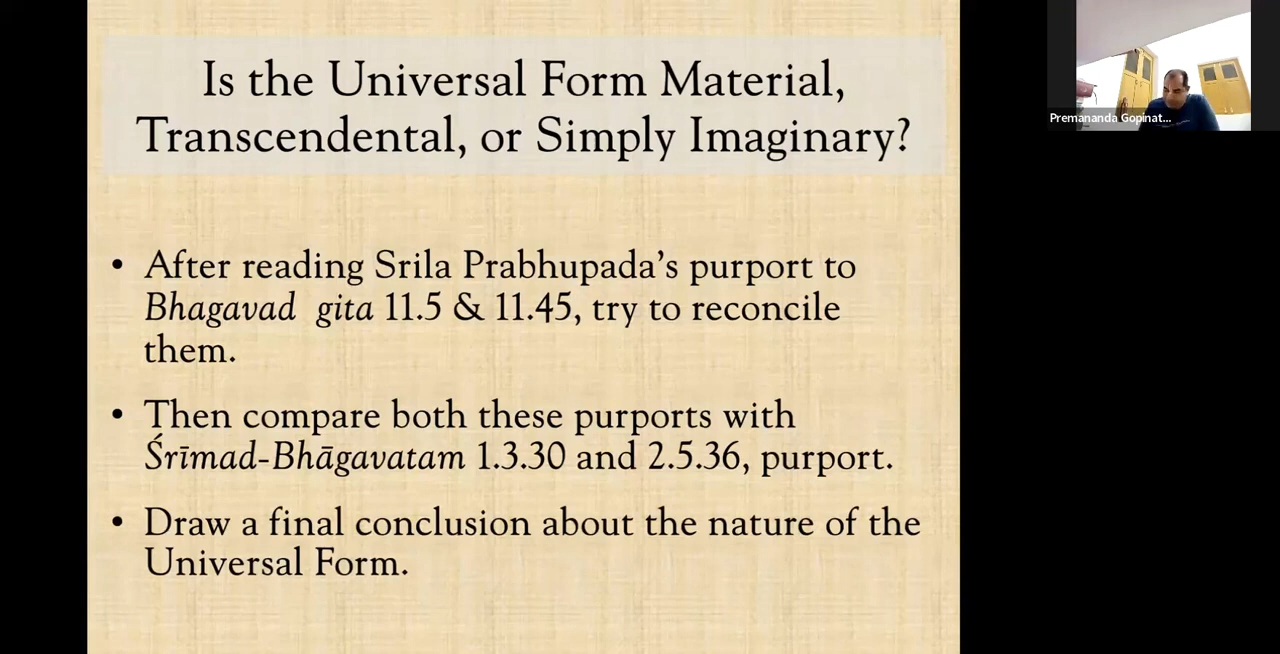 Is the Universal Form Material,
Transcendental, or Simply Imaginary?
• After reading Srila Prabhupada’s purport to
Bhagavad gita 11.5 & 11.45, try to reconcile
them.
• Then compare both these purports with
Śrīmad-Bhāgavatam 1.3.30 and 2.5.36, purport.
• Draw a final conclusion about the nature of the
Universal Form.
Premananda Gopinat...